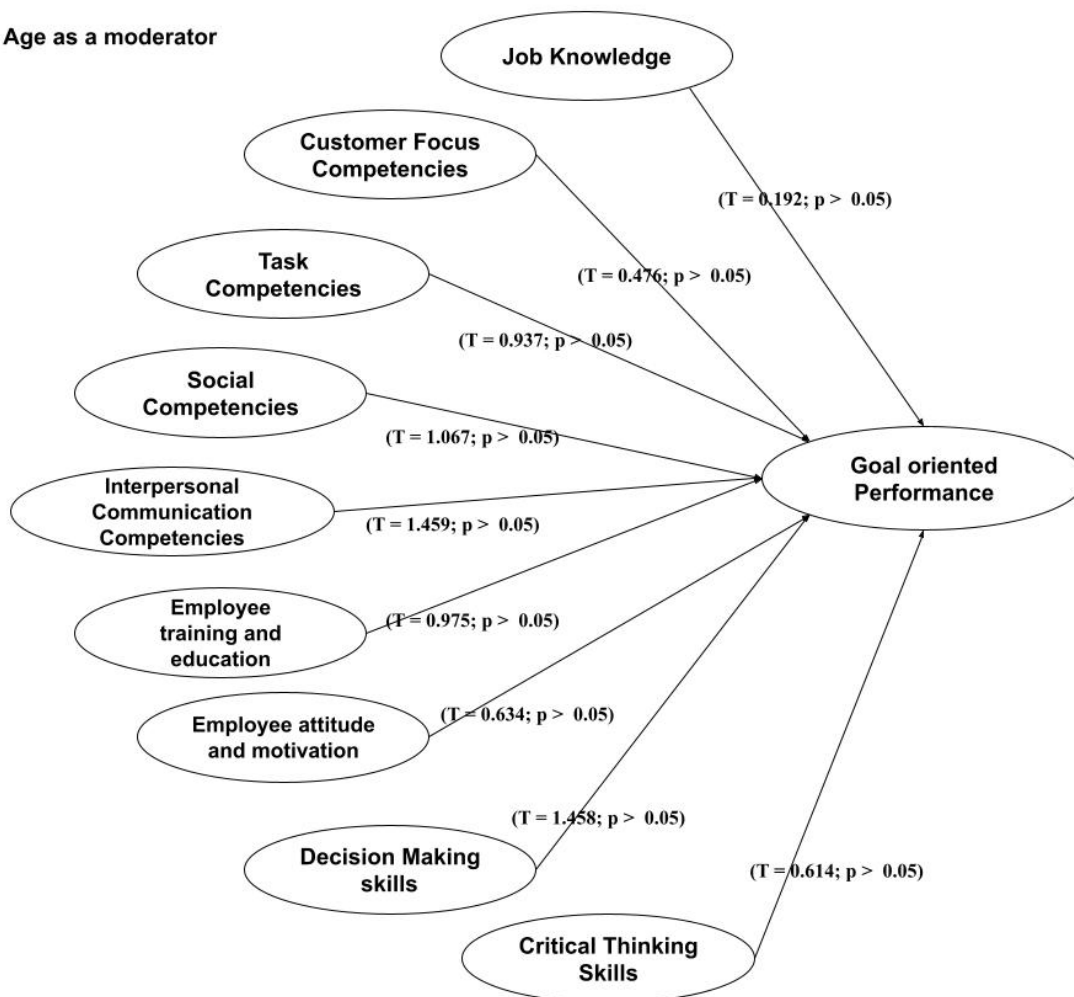 Age as a moderator
Job Knowledge
Customer Focus
Competencies
(T = 0.192; p > 0.05)
Task
Competencies
(T = 0.476; p > 0.05)
(T = 0.937; p > 0.05)
Social
Competencies
(T = 1.067; p > 0.05)
Goal oriented
Performance
Interpersonal
Communication
Competencies
(T = 1.459; p > 0.05)
Employee
training and
education
(T = 0.975; p > 0.05)
Employee attitude
and motivation
(T = 0.634; p > 0.05)
(T = 1.458; p > 0.05)
Decision Making
skills
(T = 0.614; p > 0.05)
Critical Thinking
Skills